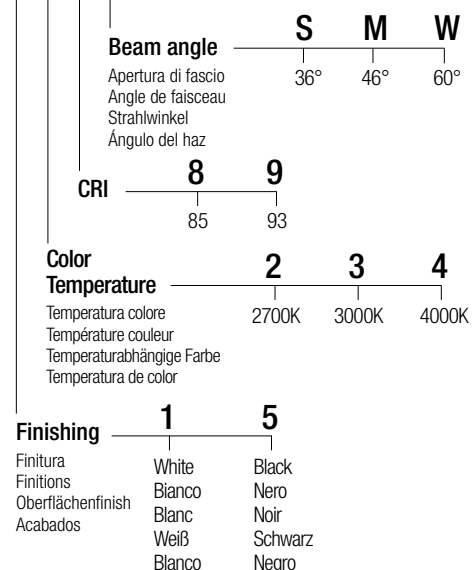 Beam angle
Apertura di fascio
Angle de faisceau
Strahlwinkel
Ángulo del haz
S M W
36° 46° 60°
CRI
8 9
85 93
Color
Temperature
Temperatura colore
Température couleur
Temperaturabhängige Farbe
Temperatura de color
2 3 4
2700K 3000K 4000K
Finishing
Finitura
Finitions
Oberflächenfinish
Acabados
1 5
White Black
Bianco Nero
Blanc Noir
Weiß Schwarz
Blanco Negro